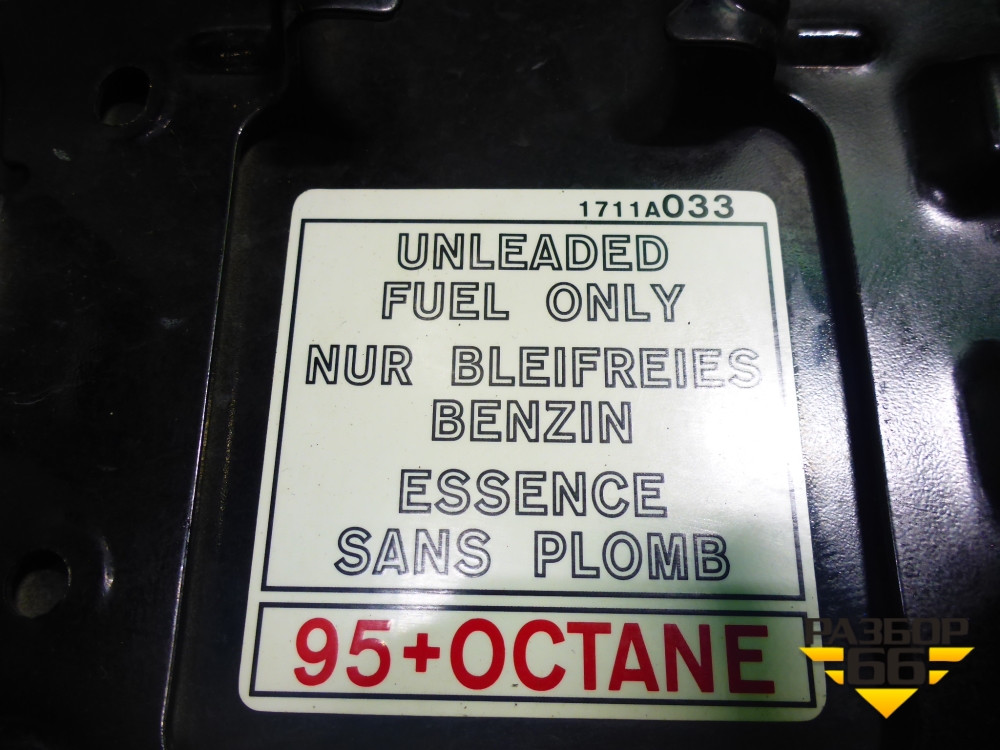 1711A033
UNLEADED
FUEL ONLY
NUR BLEIFREIES
BENZIN
ESSENCE
SANS PLOMB
95+OCTANE
РАЗБОР
66